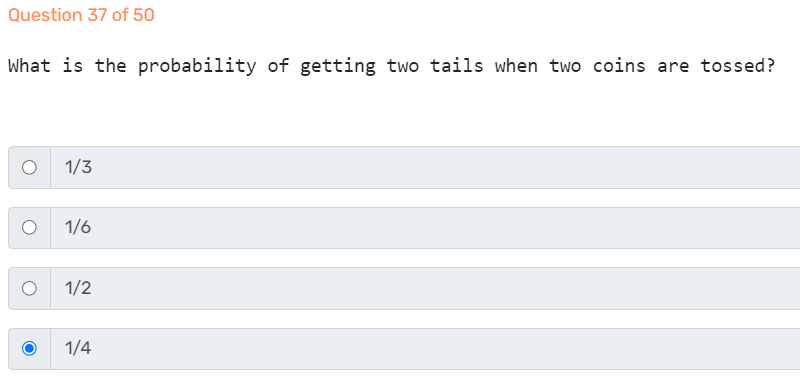 Question 37 of 50
What is the probability of getting two tails when two coins are tossed?
1/3
1/6
1/2
1/4